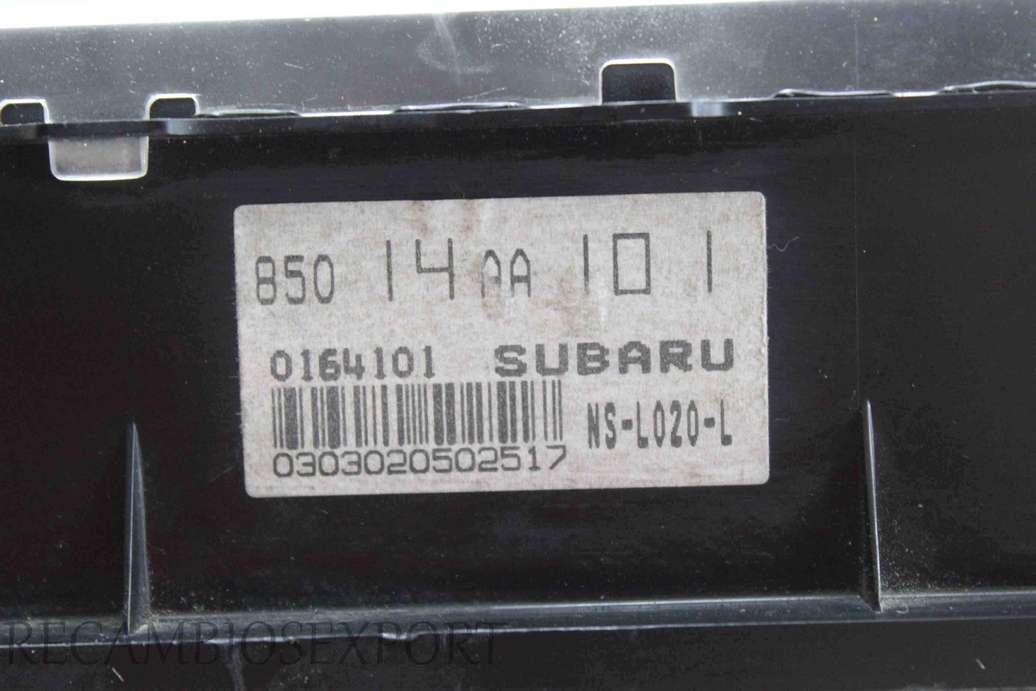 850 14 AA 10 1
0164101 SUBARU
0303020502517 NS-L020-L
RECAMBIOSEXPORT